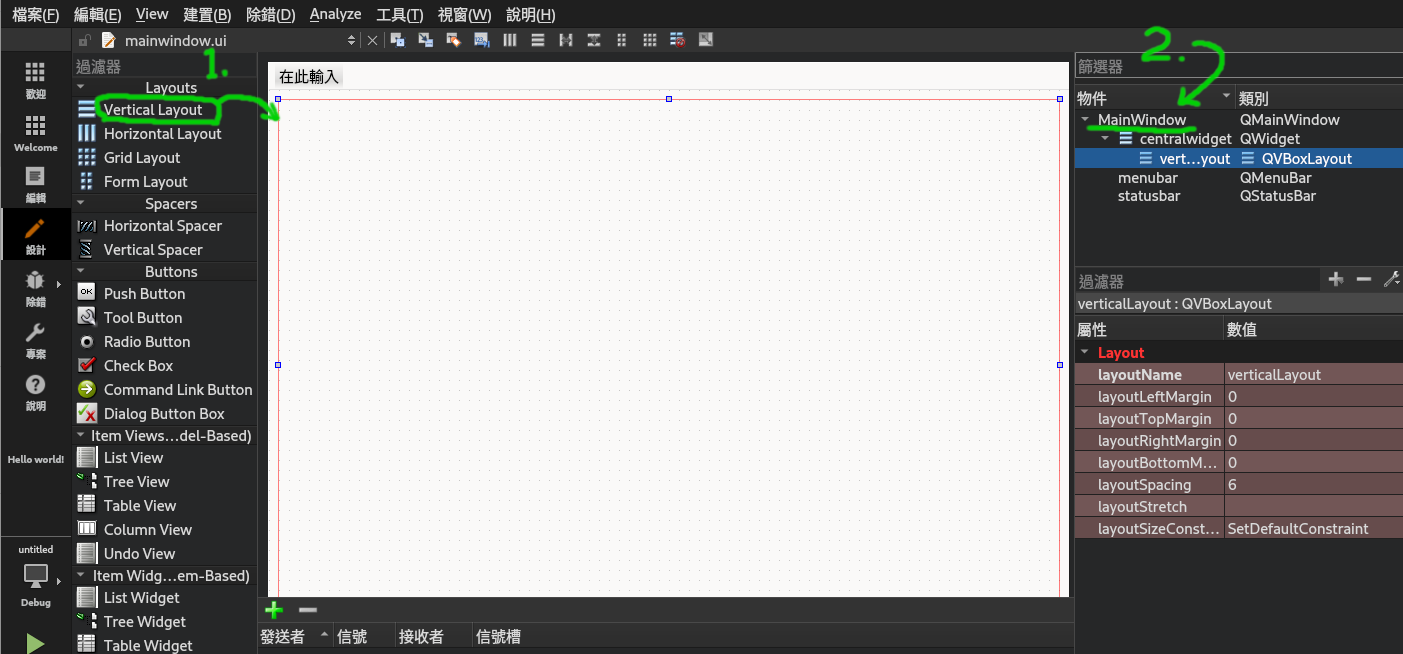 檔案(F) 編輯(E) View 建置(B) 除錯(D) Analyze 工具(T) 視窗(W) 說明(H)
mainwindow.ui
歡迎
Welcome
編輯
設計
除錯
專案
說明
Hello world!
untitled
Debug
過濾器
1.
Layouts
Vertical Layout
Horizontal Layout
Grid Layout
Form Layout
Spacers
Horizontal Spacer
Vertical Spacer
Buttons
OK Push Button
Tool Button
Radio Button
Check Box
Command Link Button
Dialog Button Box
Item Views...del-Based)
List View
Tree View
Table View
Column View
Undo View
Item Widg...em-Based)
List Widget
Tree Widget
Table Widget
在此輸入
發送者 信號 接收者 信號槽
2.
篩選器
物件 類別
MainWindow QMainWindow
centralwidget QWidget
vert...yout QVBoxLayout
menubar QMenuBar
statusbar QStatusBar
過濾器
verticalLayout : QVBoxLayout
屬性 數值
Layout
layoutName verticalLayout
layoutLeftMargin 0
layoutTopMargin 0
layoutRightMargin 0
layoutBottomM... 0
layoutSpacing 6
layoutStretch
layoutSizeConst... SetDefaultConstraint